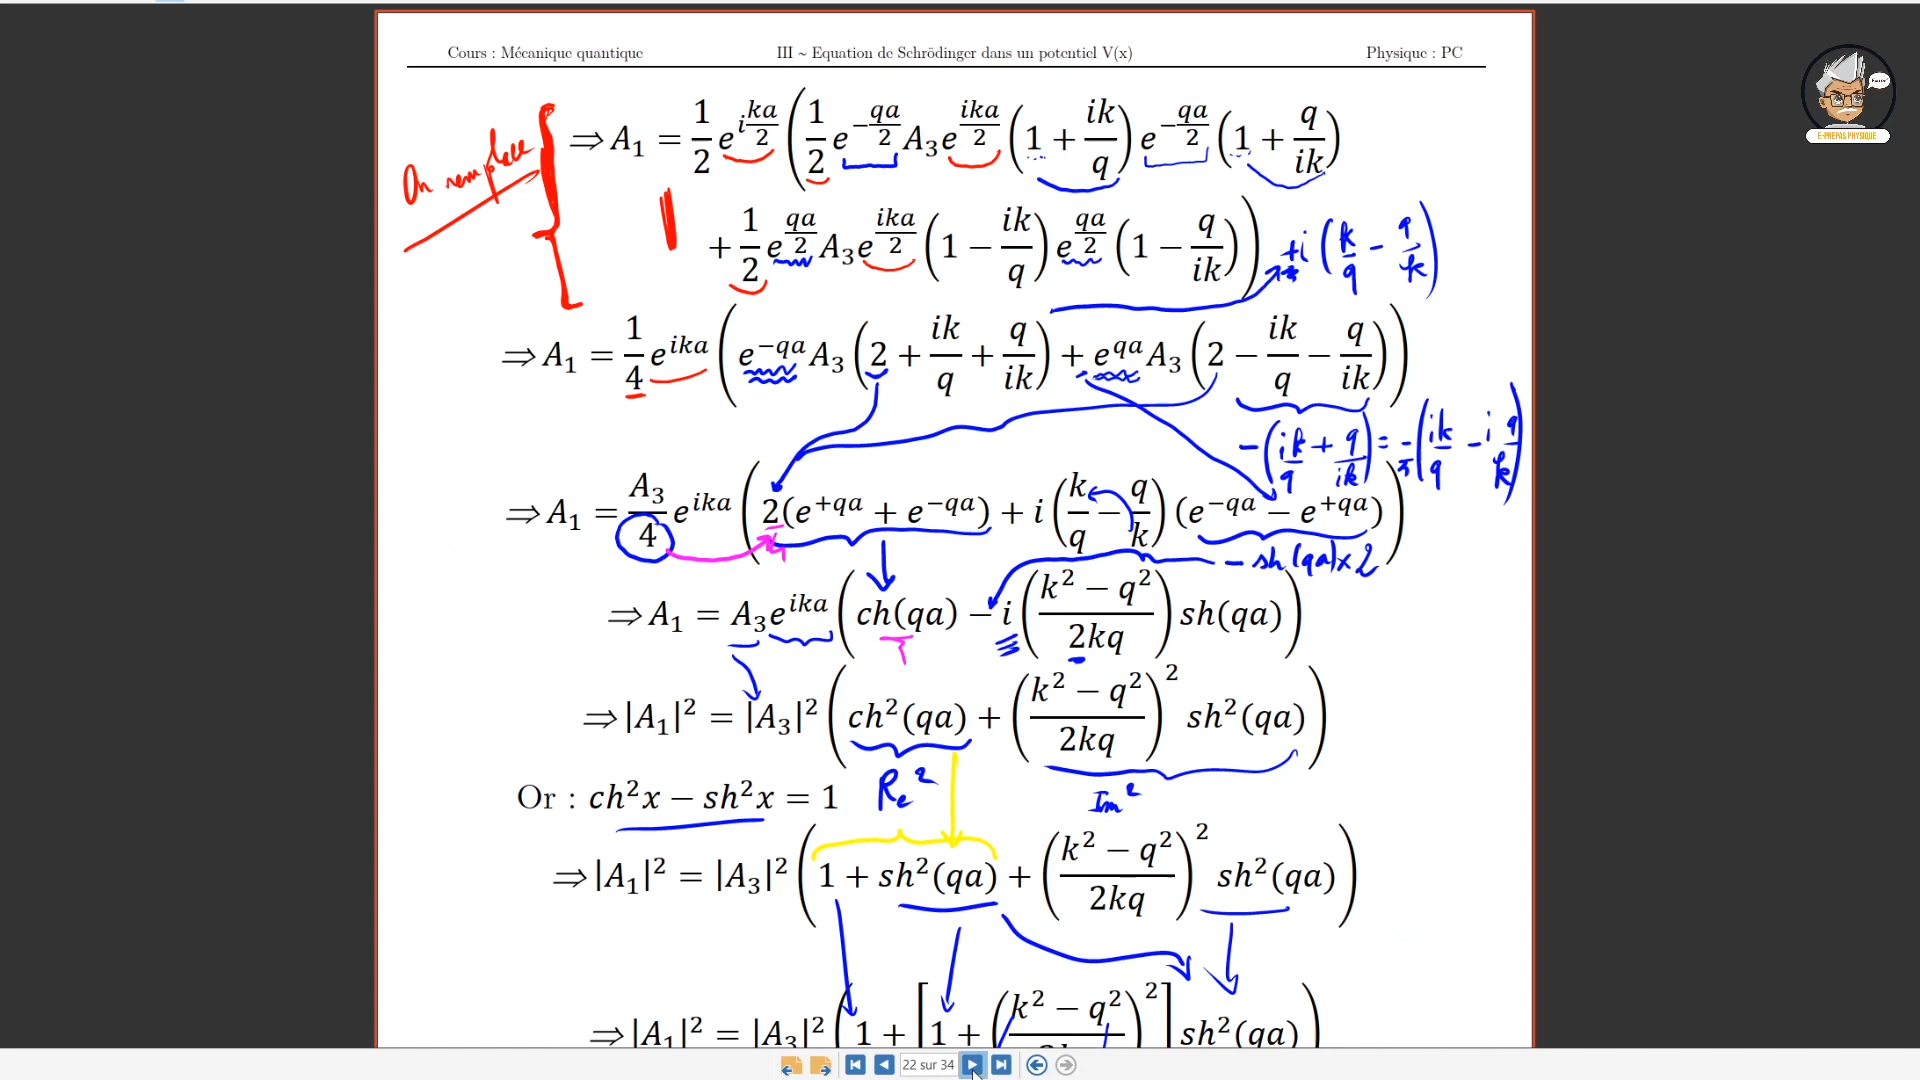 Cours : Mécanique quantique III ~ Equation de Schrödinger dans un potentiel V(x) Physique : PC
E-PREPAS PHYSIQUE
On remplace
⇒ A₁ = 1/2 e^{i ka/2} ( 1/2 e^{-qa/2} A₃ e^{ika/2} (1 + ik/q) e^{-qa/2} (1 + q/ik)
+ 1/2 e^{qa/2} A₃ e^{ika/2} (1 − ik/q) e^{qa/2} (1 − q/ik) )
+i (k/q - q/k)
⇒ A₁ = 1/4 e^{ika} ( e^{−qa} A₃ (2 + ik/q + q/ik) + e^{qa} A₃ (2 − ik/q − q/ik) )
-(ik/q + q/ik) = -(ik/q - i q/k)
⇒ A₁ = A₃/4 e^{ika} ( 2(e^{+qa} + e^{−qa}) + i (k/q − q/k) (e^{−qa} − e^{+qa}) )
- sh(qa)x2
⇒ A₁ = A₃ e^{ika} ( ch(qa) − i ((k² − q²)/2kq) sh(qa) )
⇒ |A₁|² = |A₃|² ( ch²(qa) + ((k² − q²)/2kq)² sh²(qa) )
Re² Im²
Or : ch²x − sh²x = 1
⇒ |A₁|² = |A₃|² ( 1 + sh²(qa) + ((k² − q²)/2kq)² sh²(qa) )
⇒ |A₁|² = |A₃|² ( 1 + [ 1 + ((k² − q²)/2kq)² ] sh²(qa) )
22 sur 34